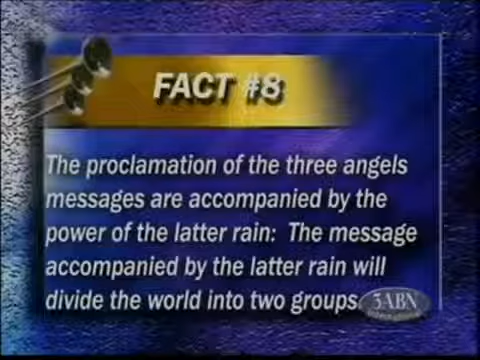 FACT #8
The proclamation of the three angels
messages are accompanied by the
power of the latter rain: The message
accompanied by the latter rain will
divide the world into two groups
3ABN
International